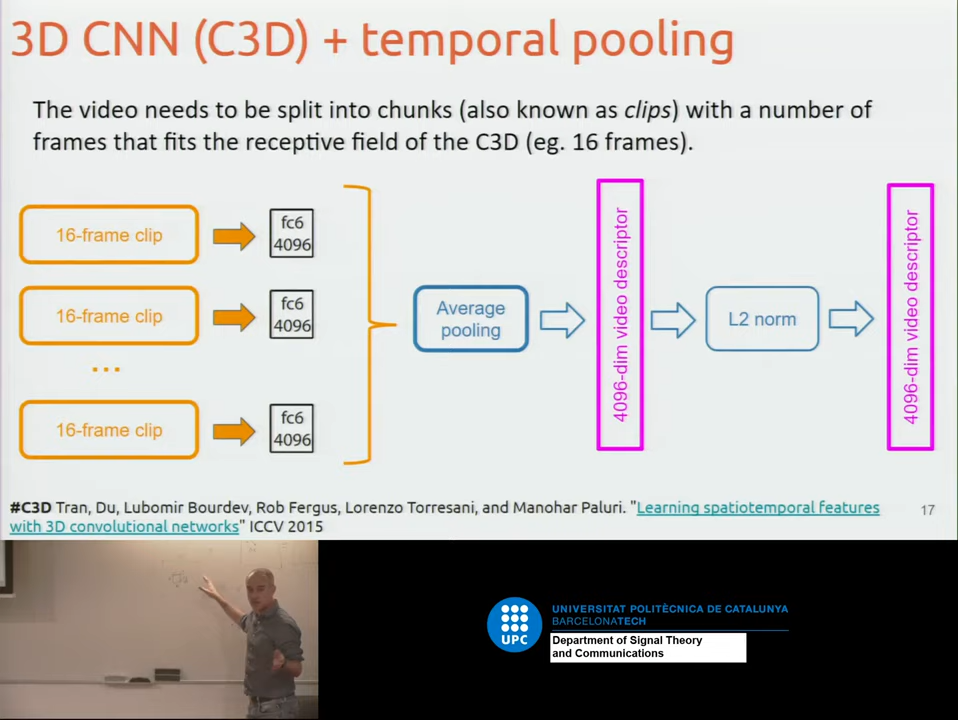 3D CNN (C3D) + temporal pooling
The video needs to be split into chunks (also known as clips) with a number of
frames that fits the receptive field of the C3D (eg. 16 frames).
16-frame clip
fc6
4096
16-frame clip
fc6
4096
...
16-frame clip
fc6
4096
Average
pooling
4096-dim video descriptor
L2 norm
4096-dim video descriptor
#C3D Tran, Du, Lubomir Bourdev, Rob Fergus, Lorenzo Torresani, and Manohar Paluri. "Learning spatiotemporal features
with 3D convolutional networks" ICCV 2015
17
UPC
UNIVERSITAT POLITÈCNICA DE CATALUNYA
BARCELONATECH
Department of Signal Theory
and Communications